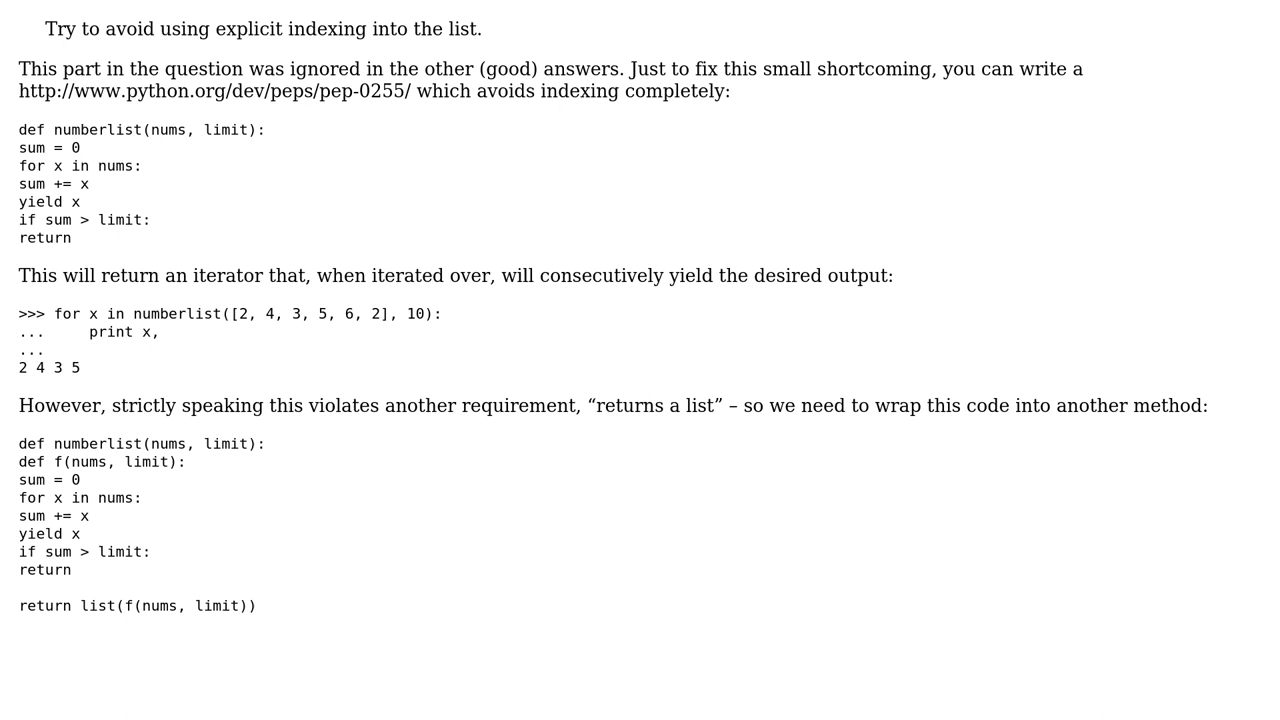 Try to avoid using explicit indexing into the list.
This part in the question was ignored in the other (good) answers. Just to fix this small shortcoming, you can write a
http://www.python.org/dev/peps/pep-0255/ which avoids indexing completely:
def numberlist(nums, limit):
sum = 0
for x in nums:
sum += x
yield x
if sum > limit:
return
This will return an iterator that, when iterated over, will consecutively yield the desired output:
>>> for x in numberlist([2, 4, 3, 5, 6, 2], 10):
...     print x,
...
2 4 3 5
However, strictly speaking this violates another requirement, “returns a list” – so we need to wrap this code into another method:
def numberlist(nums, limit):
def f(nums, limit):
sum = 0
for x in nums:
sum += x
yield x
if sum > limit:
return
return list(f(nums, limit))